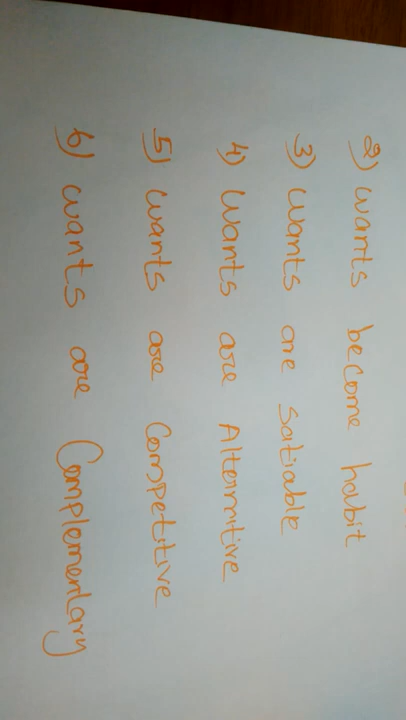 2) wants become habit
3) wants are Satiable
4) wants are Alternitive
5) wants are Competitive
6) wants are Complementary